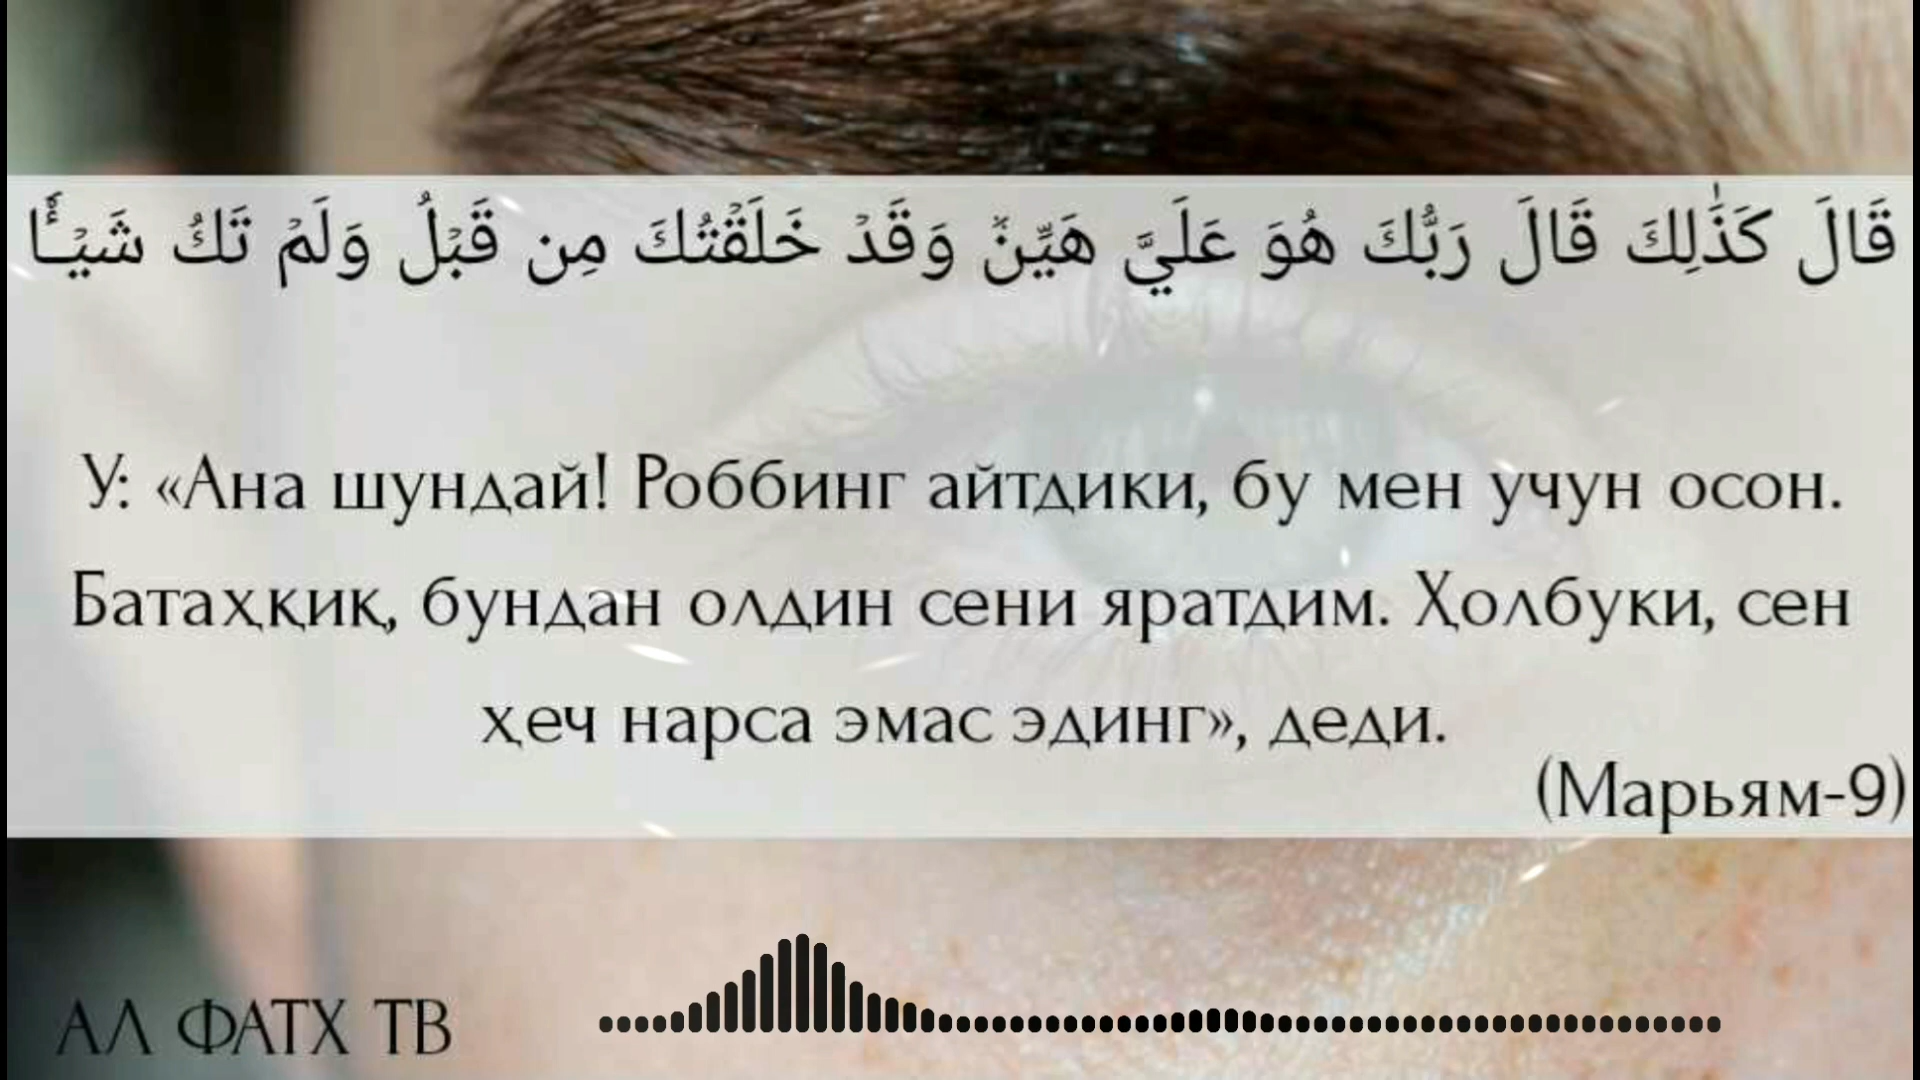 قَالَ كَذَٰلِكَ قَالَ رَبُّكَ هُوَ عَلَيَّ هَيِّنٞ وَقَدۡ خَلَقۡتُكَ مِن قَبۡلُ وَلَمۡ تَكُ شَيۡـٔٗا
У: «Ана шундай! Роббинг айтдики, бу мен учун осон.
Батаҳқиқ, бундан олдин сени яратдим. Ҳолбуки, сен
ҳеч нарса эмас эдинг», деди.
(Марьям-9)
АЛ ФАТХ ТВ